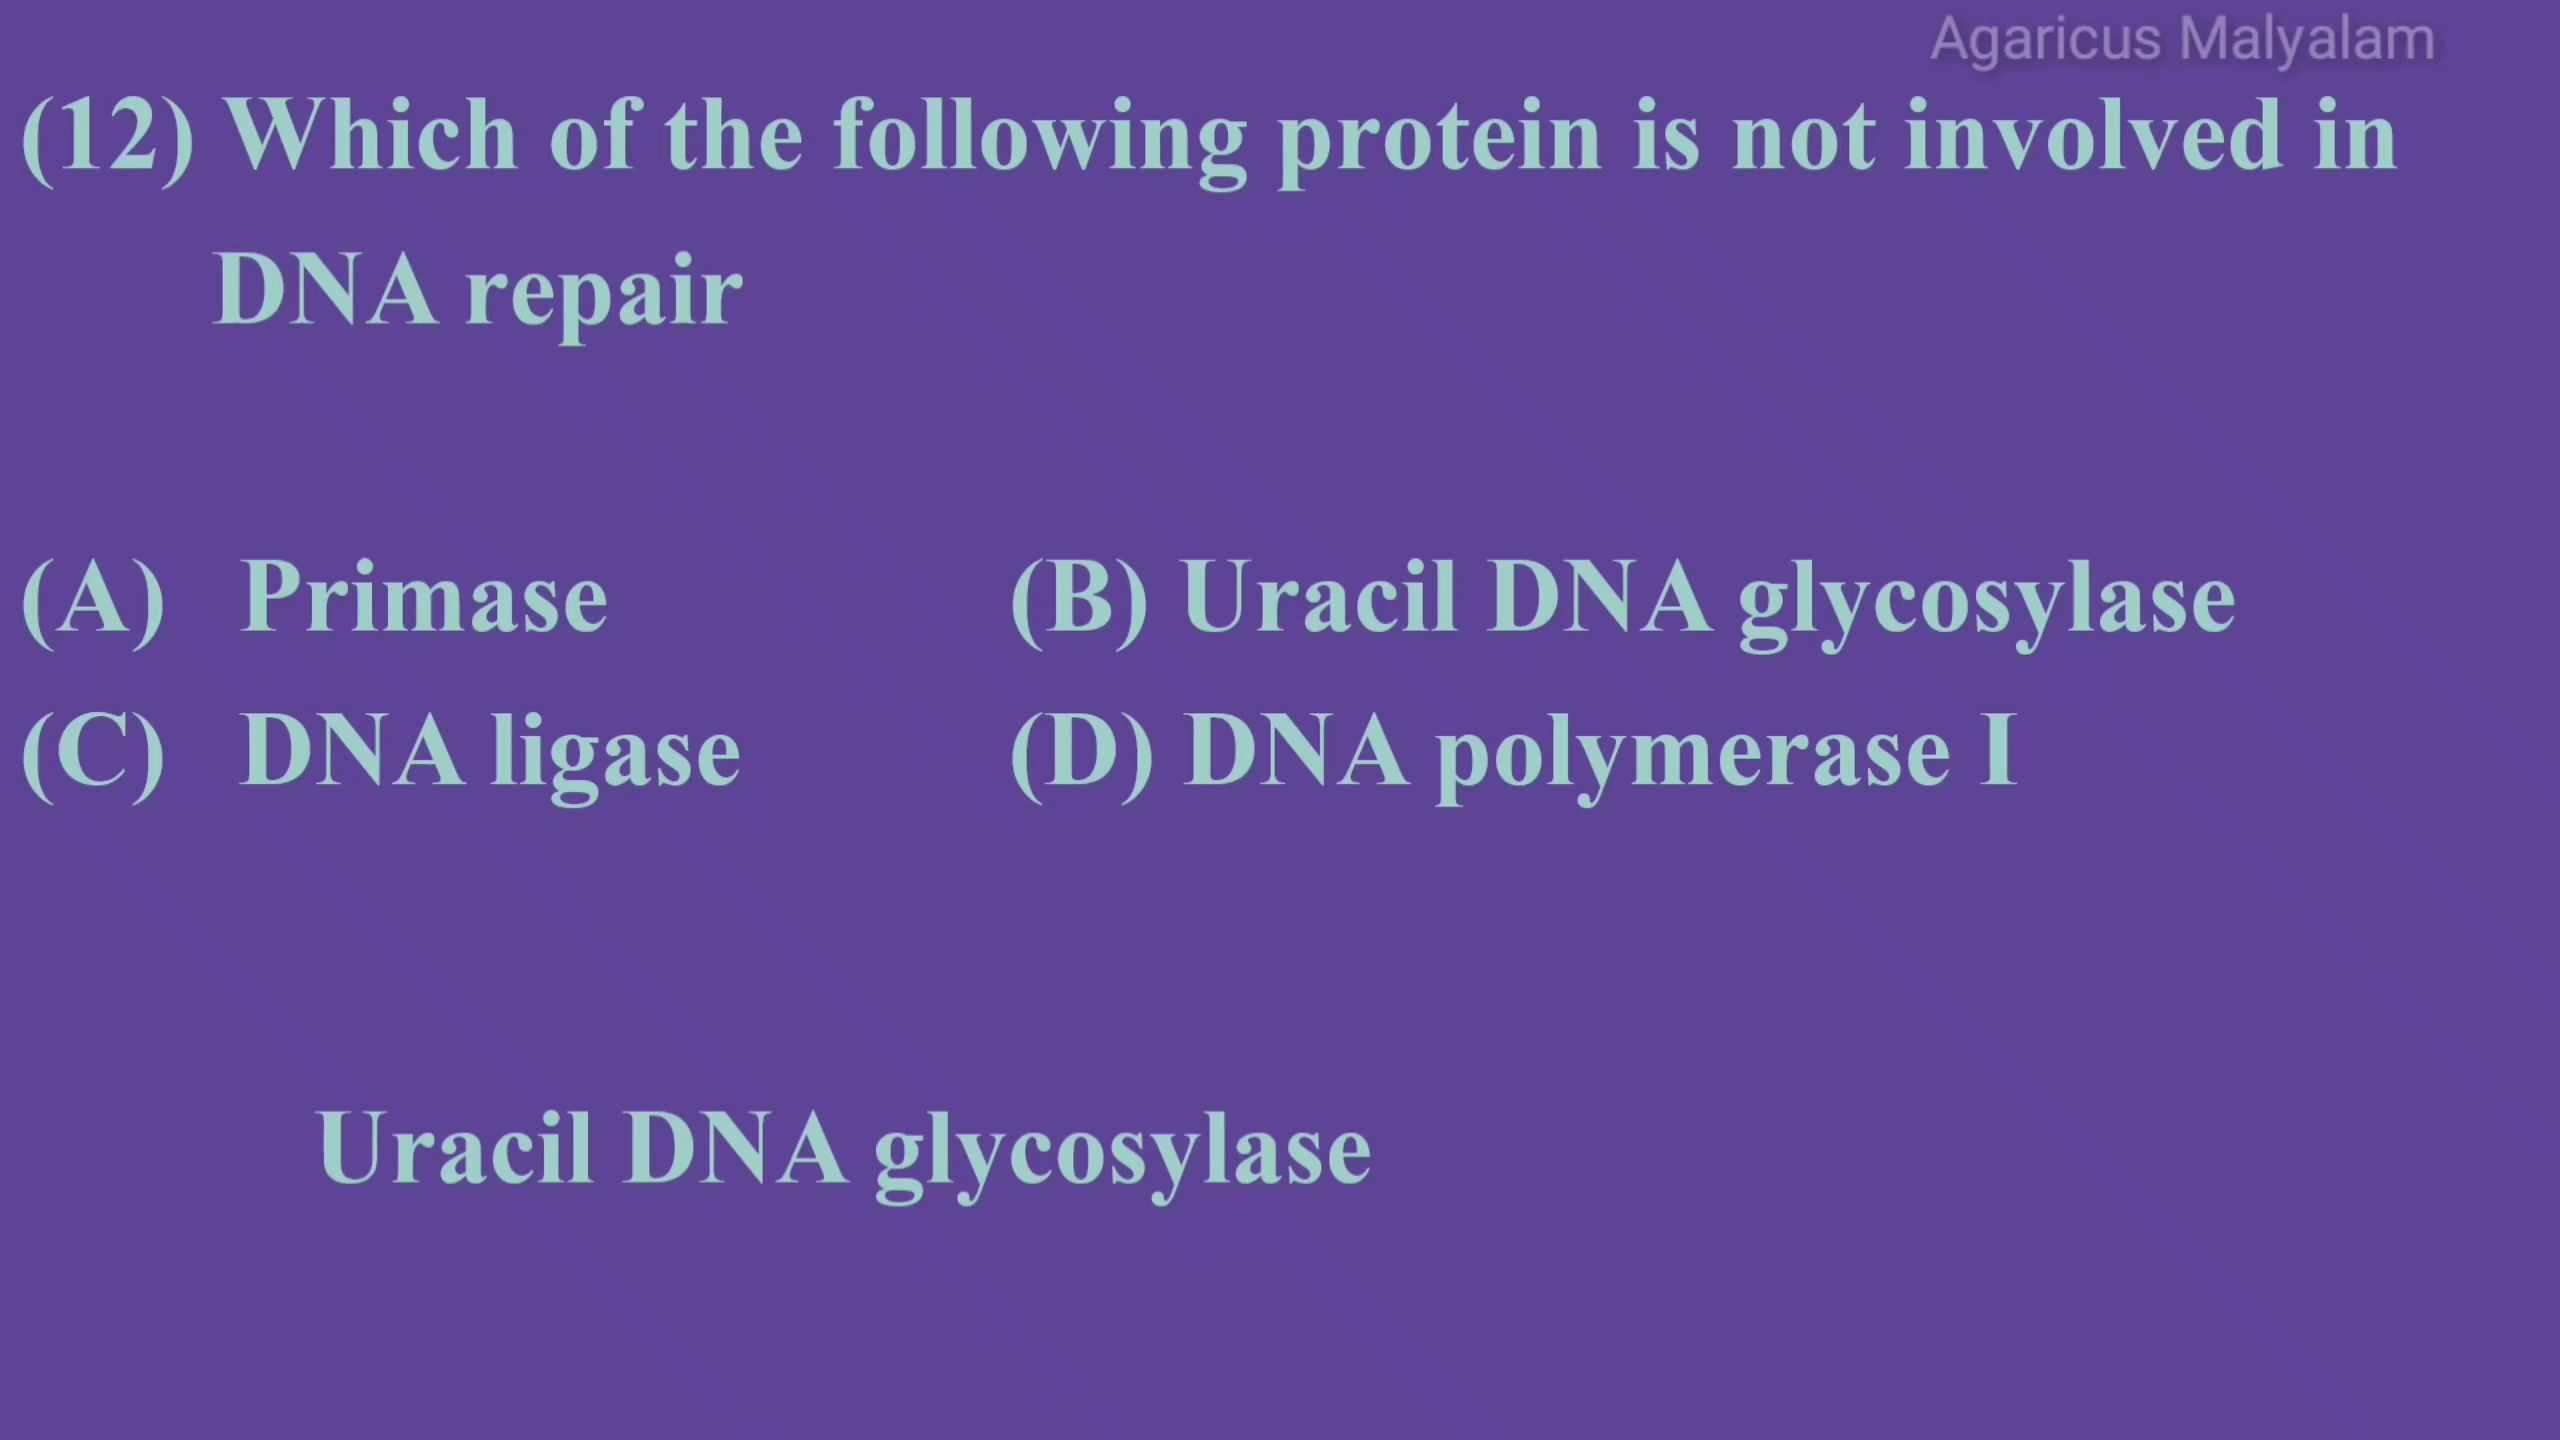 Agaricus Malyalam
(12) Which of the following protein is not involved in
DNA repair
(A) Primase (B) Uracil DNA glycosylase
(C) DNA ligase (D) DNA polymerase I
Uracil DNA glycosylase